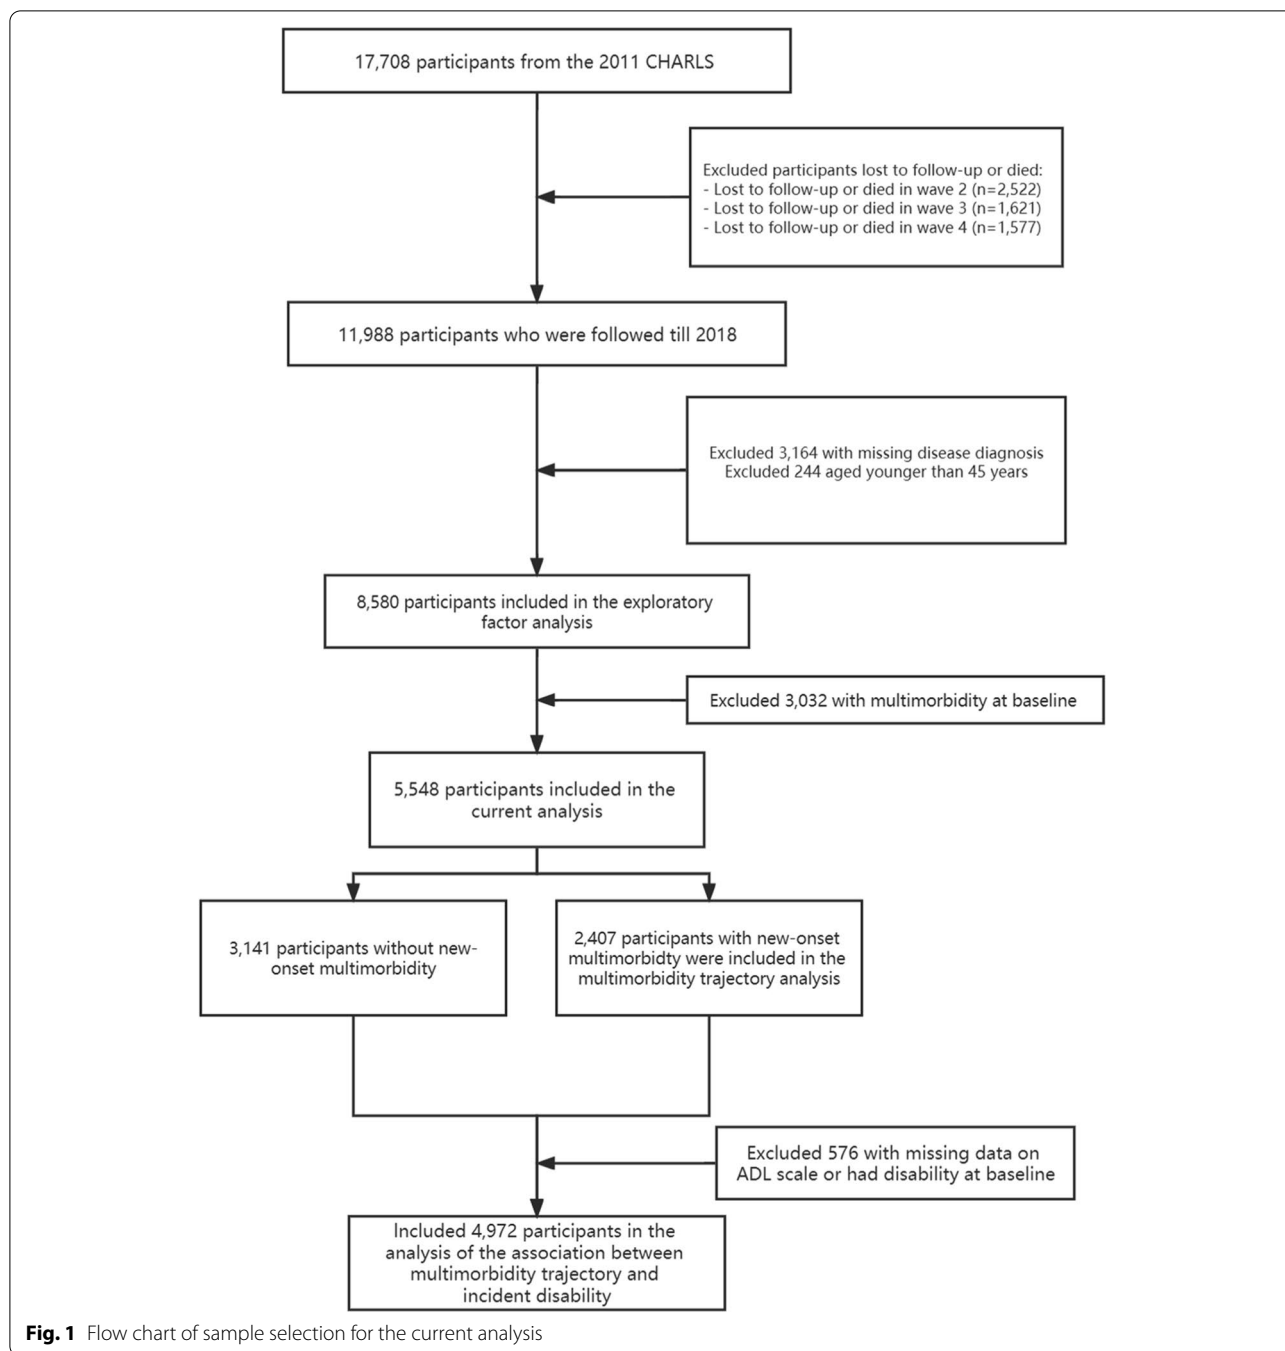 17,708 participants from the 2011 CHARLS
Excluded participants lost to follow-up or died:
- Lost to follow-up or died in wave 2 (n=2,522)
- Lost to follow-up or died in wave 3 (n=1,621)
- Lost to follow-up or died in wave 4 (n=1,577)
11,988 participants who were followed till 2018
Excluded 3,164 with missing disease diagnosis
Excluded 244 aged younger than 45 years
8,580 participants included in the exploratory
factor analysis
Excluded 3,032 with multimorbidity at baseline
5,548 participants included in the
current analysis
3,141 participants without new-
onset multimorbidity
2,407 participants with new-onset
multimorbidty were included in the
multimorbidity trajectory analysis
Excluded 576 with missing data on
ADL scale or had disability at baseline
Included 4,972 participants in the
analysis of the association between
multimorbidity trajectory and
incident disability
Fig. 1 Flow chart of sample selection for the current analysis